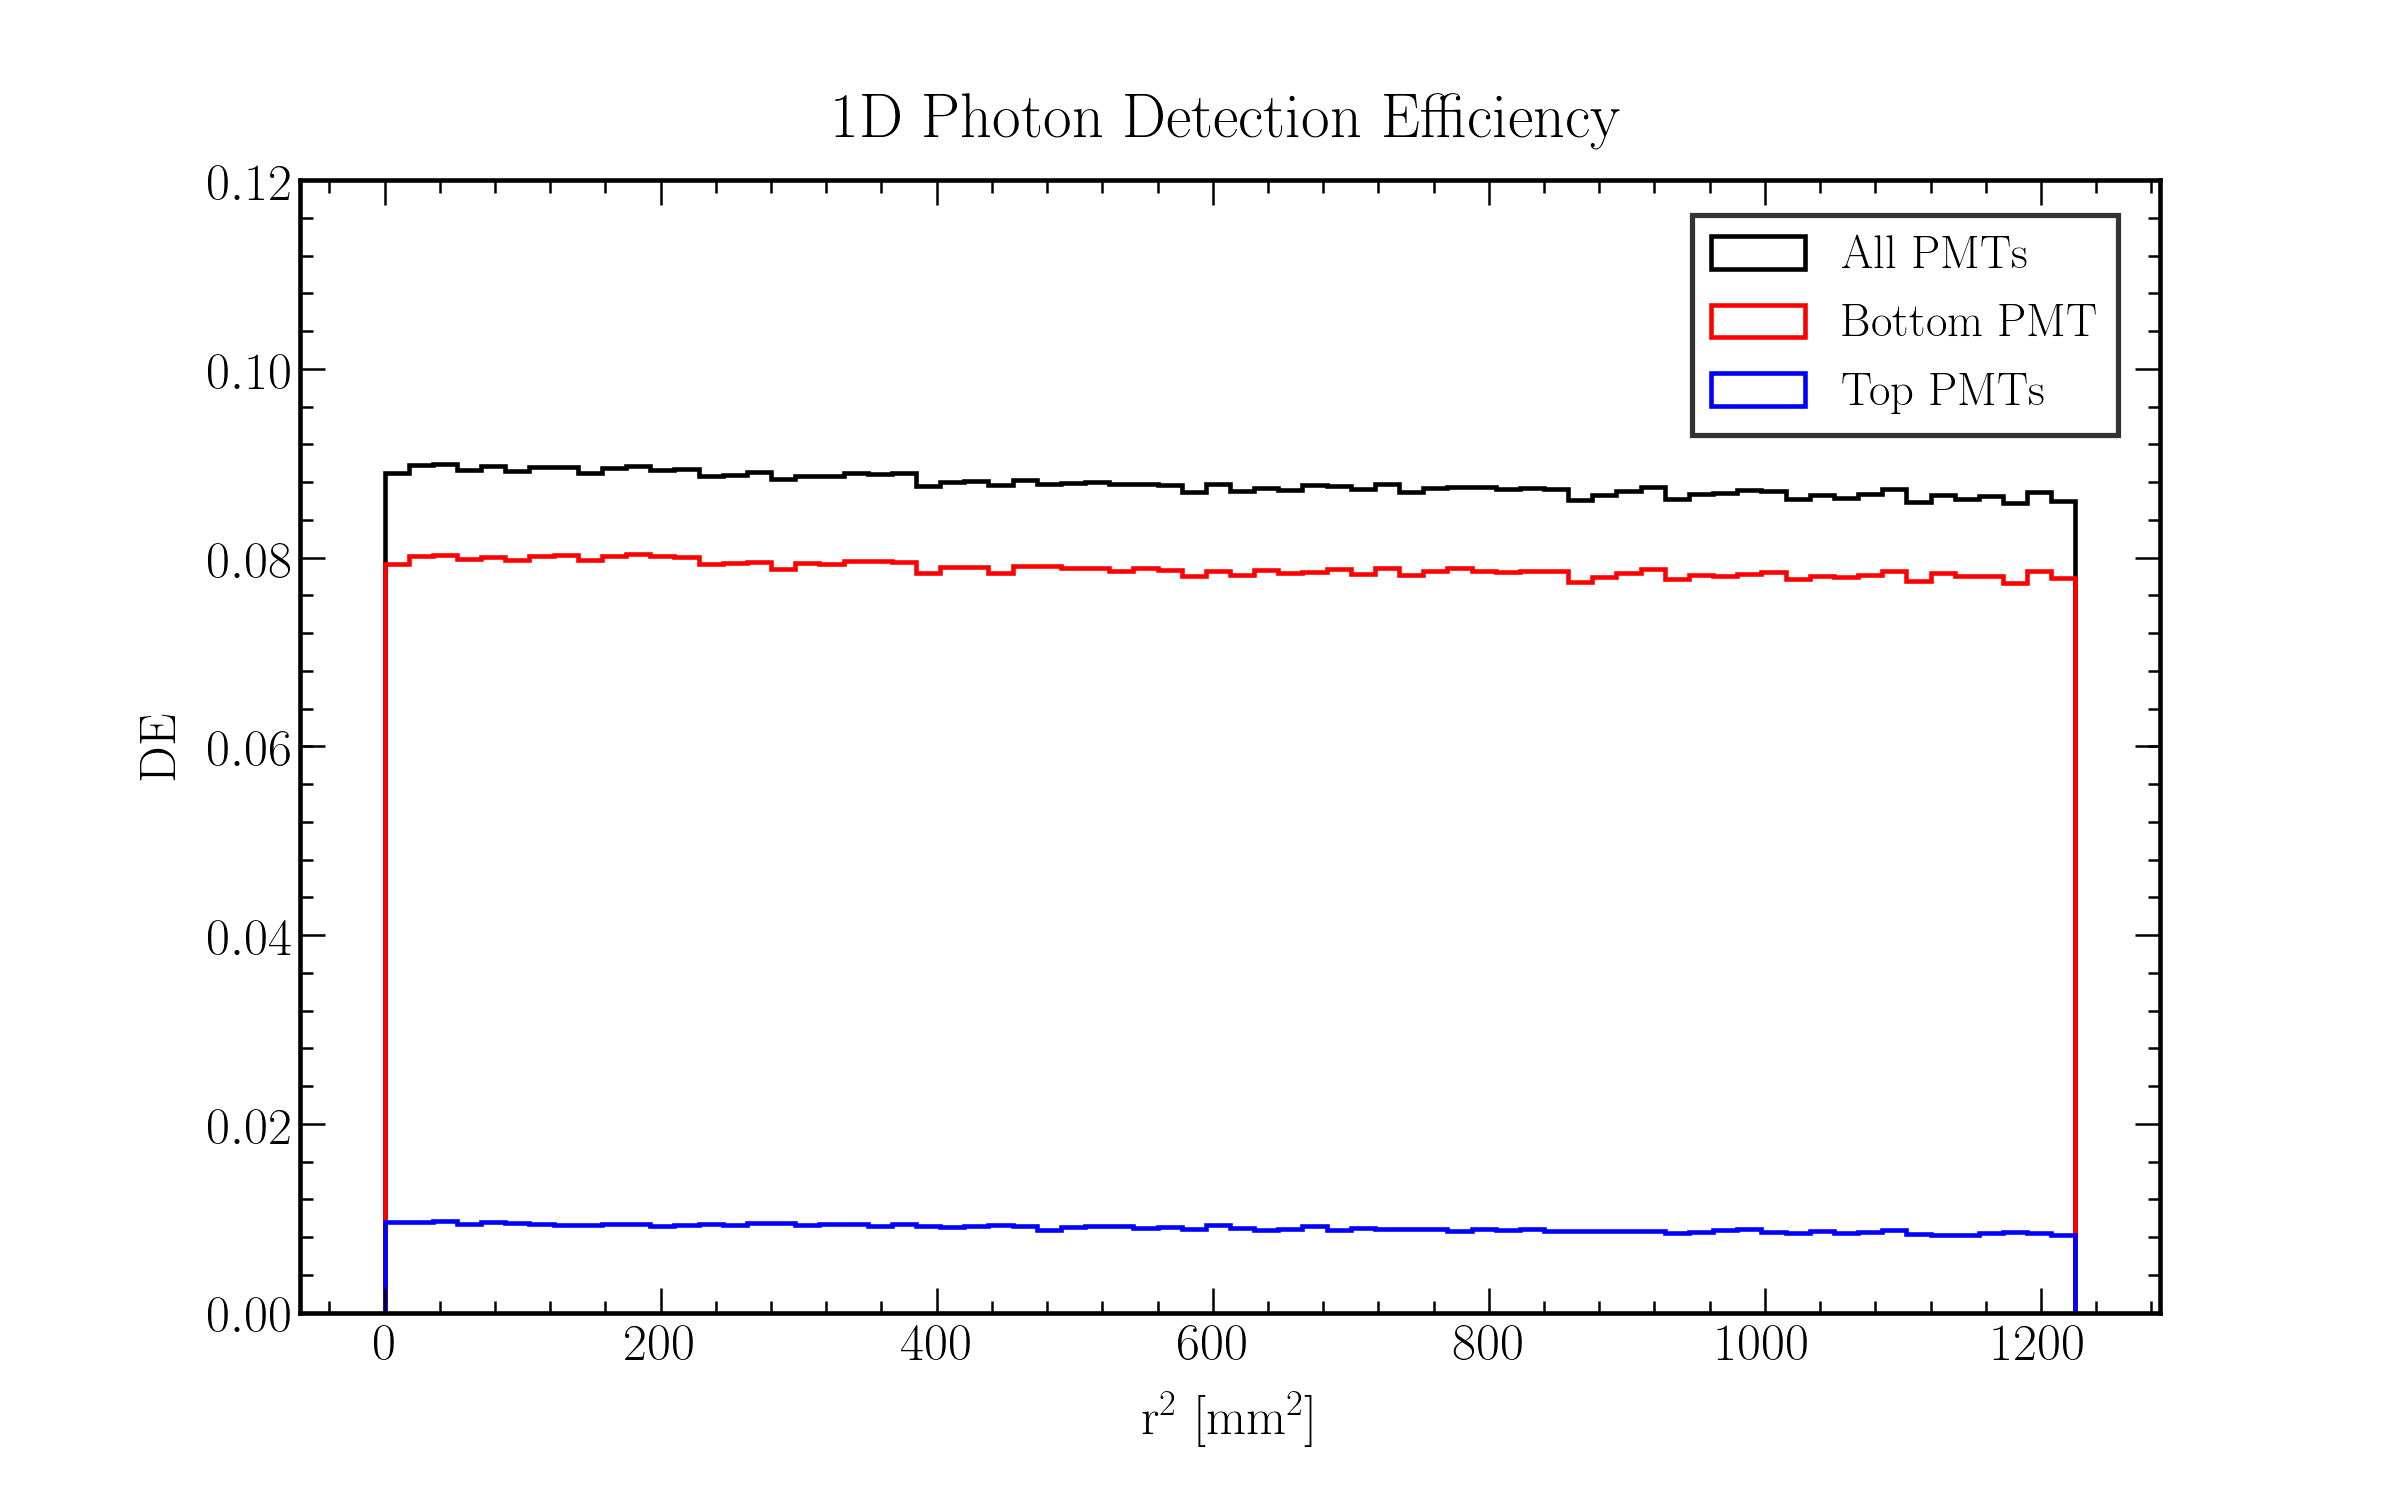 1D Photon Detection Efficiency
All PMTs
Bottom PMT
Top PMTs
DE
0.12
0.10
0.08
0.06
0.04
0.02
0.00
0 200 400 600 800 1000 1200
r² [mm²]